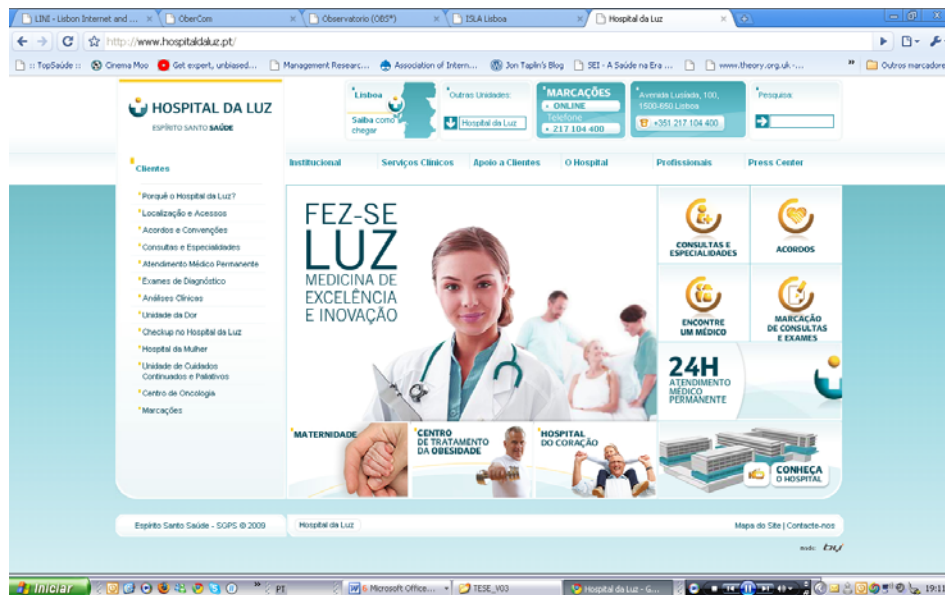 LINI - Lisbon Internet and ...
OberCom
Observatorio (OBS*)
ISLA Lisboa
Hospital da Luz
http://www.hospitaldaluz.pt/
:: TopSaúde ::
Cinema Moo
Get expert, unbiased...
Management Researc...
Association of Intern...
Jon Taplin's Blog
SEI - A Saúde na Era ...
www.theory.org.uk -...
»
Outros marcadores
HOSPITAL DA LUZ
ESPÍRITO SANTO SAÚDE
Lisboa
Saiba como
chegar
Outras Unidades:
Hospital da Luz
MARCAÇÕES
ONLINE
Telefone
217 104 400
Avenida Lusíada, 100,
1500-650 Lisboa
+351 217 104 400
Pesquisa:
Clientes
Institucional
Serviços Clínicos
Apoio a Clientes
O Hospital
Profissionais
Press Center
Porquê o Hospital da Luz?
Localização e Acessos
Acordos e Convenções
Consultas e Especialidades
Atendimento Médico Permanente
Exames de Diagnóstico
Análises Clínicas
Unidade da Dor
Checkup no Hospital da Luz
Hospital da Mulher
Unidade de Cuidados
Continuados e Paliativos
Centro de Oncologia
Marcações
FEZ-SE
LUZ
MEDICINA DE
EXCELÊNCIA
E INOVAÇÃO
CONSULTAS E
ESPECIALIDADES
ACORDOS
ENCONTRE
UM MÉDICO
MARCAÇÃO
DE CONSULTAS
E EXAMES
24H
ATENDIMENTO
MÉDICO
PERMANENTE
MATERNIDADE
CENTRO
DE TRATAMENTO
DA OBESIDADE
HOSPITAL
DO CORAÇÃO
CONHEÇA
O HOSPITAL
Espírito Santo Saúde - SGPS @ 2009
Hospital da Luz
Mapa do Site | Contacte-nos
by
Iniciar
»
PT
6 Microsoft Office...
TESE_V03
Hospital da Luz - G...
19:11